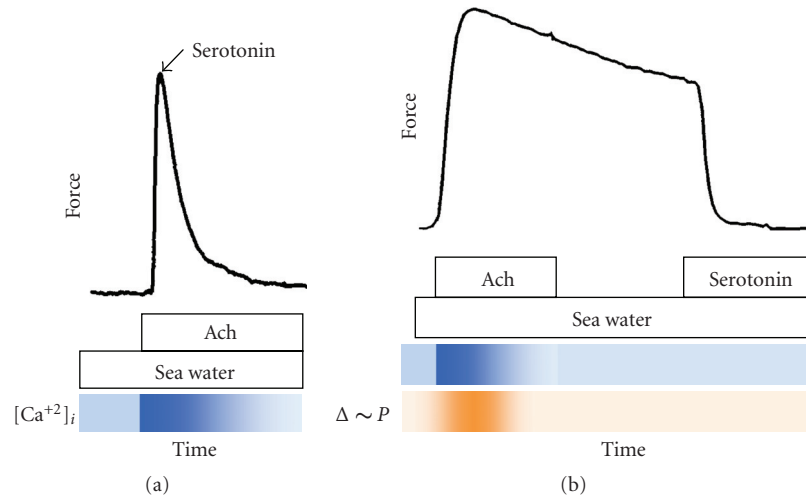 Serotonin
Force
Ach
Sea water
[Ca⁺²]ᵢ
Time
(a)
Force
Ach
Serotonin
Sea water
Δ ∼ P
Time
(b)